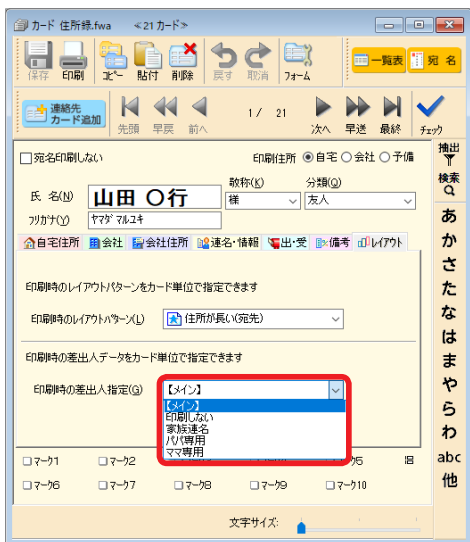 カード 住所録.fwa ≪21カード≫
保存 印刷 コピー 貼付 削除 戻す 取消 フォーム 一覧表 宛 名
連絡先
カード追加 先頭 早戻 前へ 1 / 21 次へ 早送 最終 チェック
抽出
検索
あ
か
さ
た
な
は
ま
や
ら
わ
abc
他
宛名印刷しない 印刷住所 自宅 会社 予備
敬称(K) 分類(Q)
氏 名(N) 山田 〇行 様 友人
フリガナ(Y) ヤマダ マルユキ
自宅住所 会社 会社住所 連名・情報 出・受 備考 レイアウト
印刷時のレイアウトパターンをカード単位で指定できます
印刷時のレイアウトパターン(L) 住所が長い(宛先)
印刷時の差出人データをカード単位で指定できます
印刷時の差出人指定(G) 【メイン】
【メイン】
印刷しない
家族連名
パパ専用
ママ専用
マーク1 マーク2
マーク6 マーク7 マーク8 マーク9 マーク10
文字サイズ: